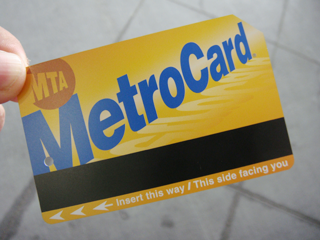 MTA
MetroCard
Insert this way / This side facing you